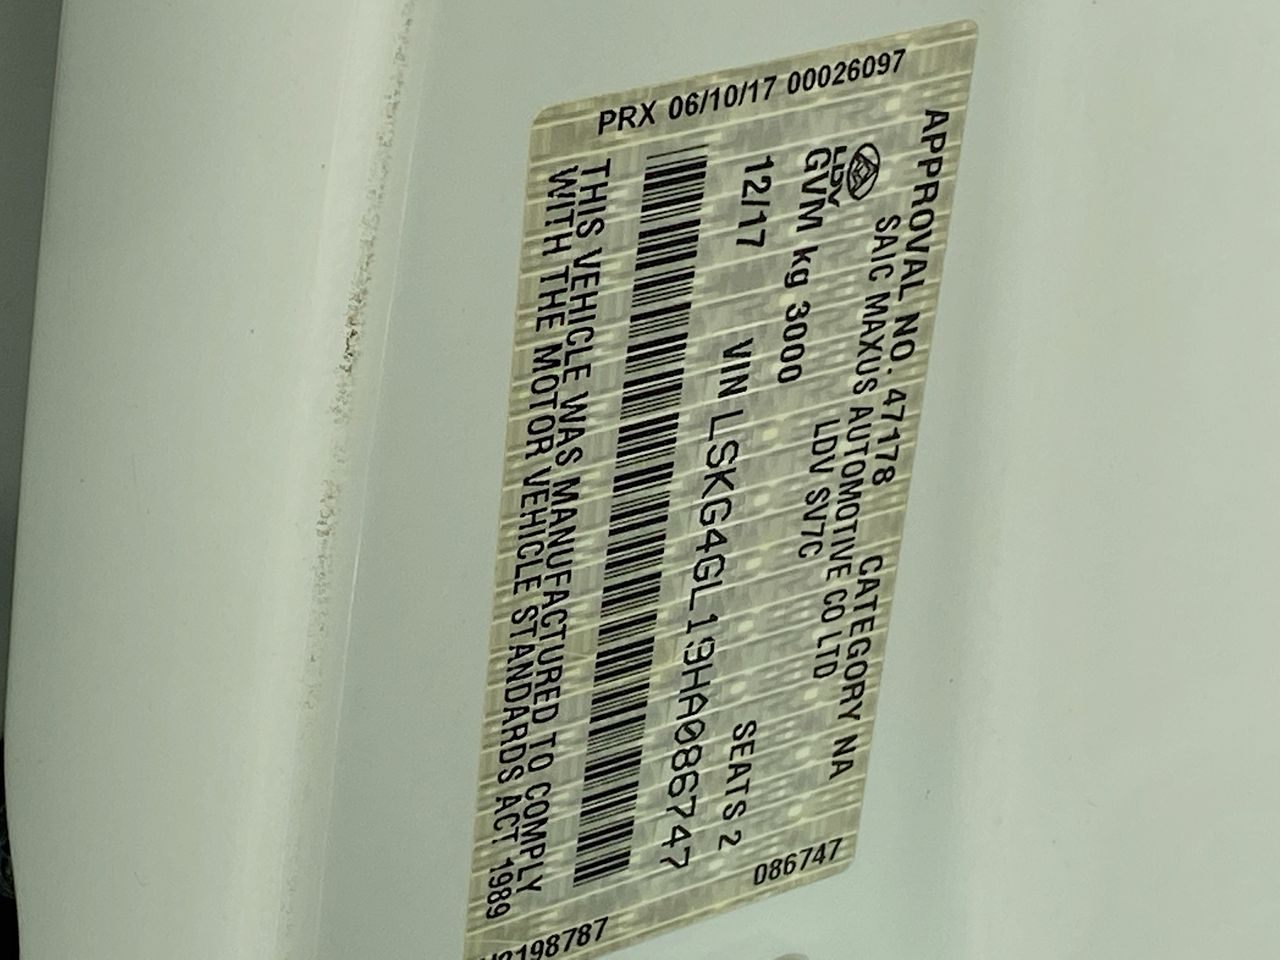 PRX 06/10/17 00026097
APPROVAL NO. 47178 CATEGORY NA
LDV
SAIC MAXUS AUTOMOTIVE CO LTD
GVM kg 3000 LDV SV7C
12/17 VIN LSKG4GL19HA086747 SEATS 2
THIS VEHICLE WAS MANUFACTURED TO COMPLY
WITH THE MOTOR VEHICLE STANDARDS ACT 1989
086747